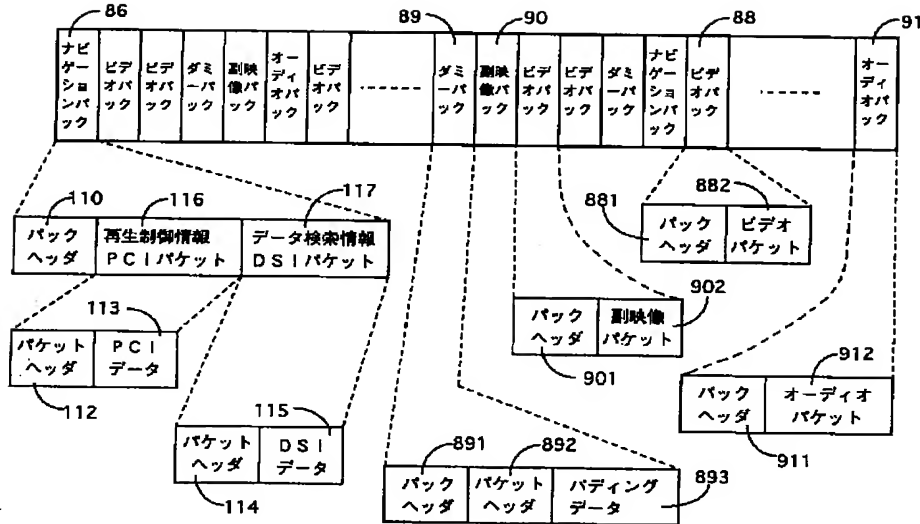 86
89
90
88
91
ナビゲーションパック
ビデオパック
ビデオパック
ダミーパック
副映像パック
オーディオパック
ビデオパック
ダミーパック
副映像パック
ビデオパック
ビデオパック
ダミーパック
ナビゲーションパック
ビデオパック
オーディオパック
110
116
117
パック
ヘッダ
再生制御情報
PCIパケット
データ検索情報
DSIパケット
881
882
パック
ヘッダ
ビデオ
パケット
113
パケット
ヘッダ
PCI
データ
112
902
パック
ヘッダ
副映像
パケット
901
912
パック
ヘッダ
オーディオ
パケット
911
115
パケット
ヘッダ
DSI
データ
114
891
892
893
パック
ヘッダ
パケット
ヘッダ
パディング
データ